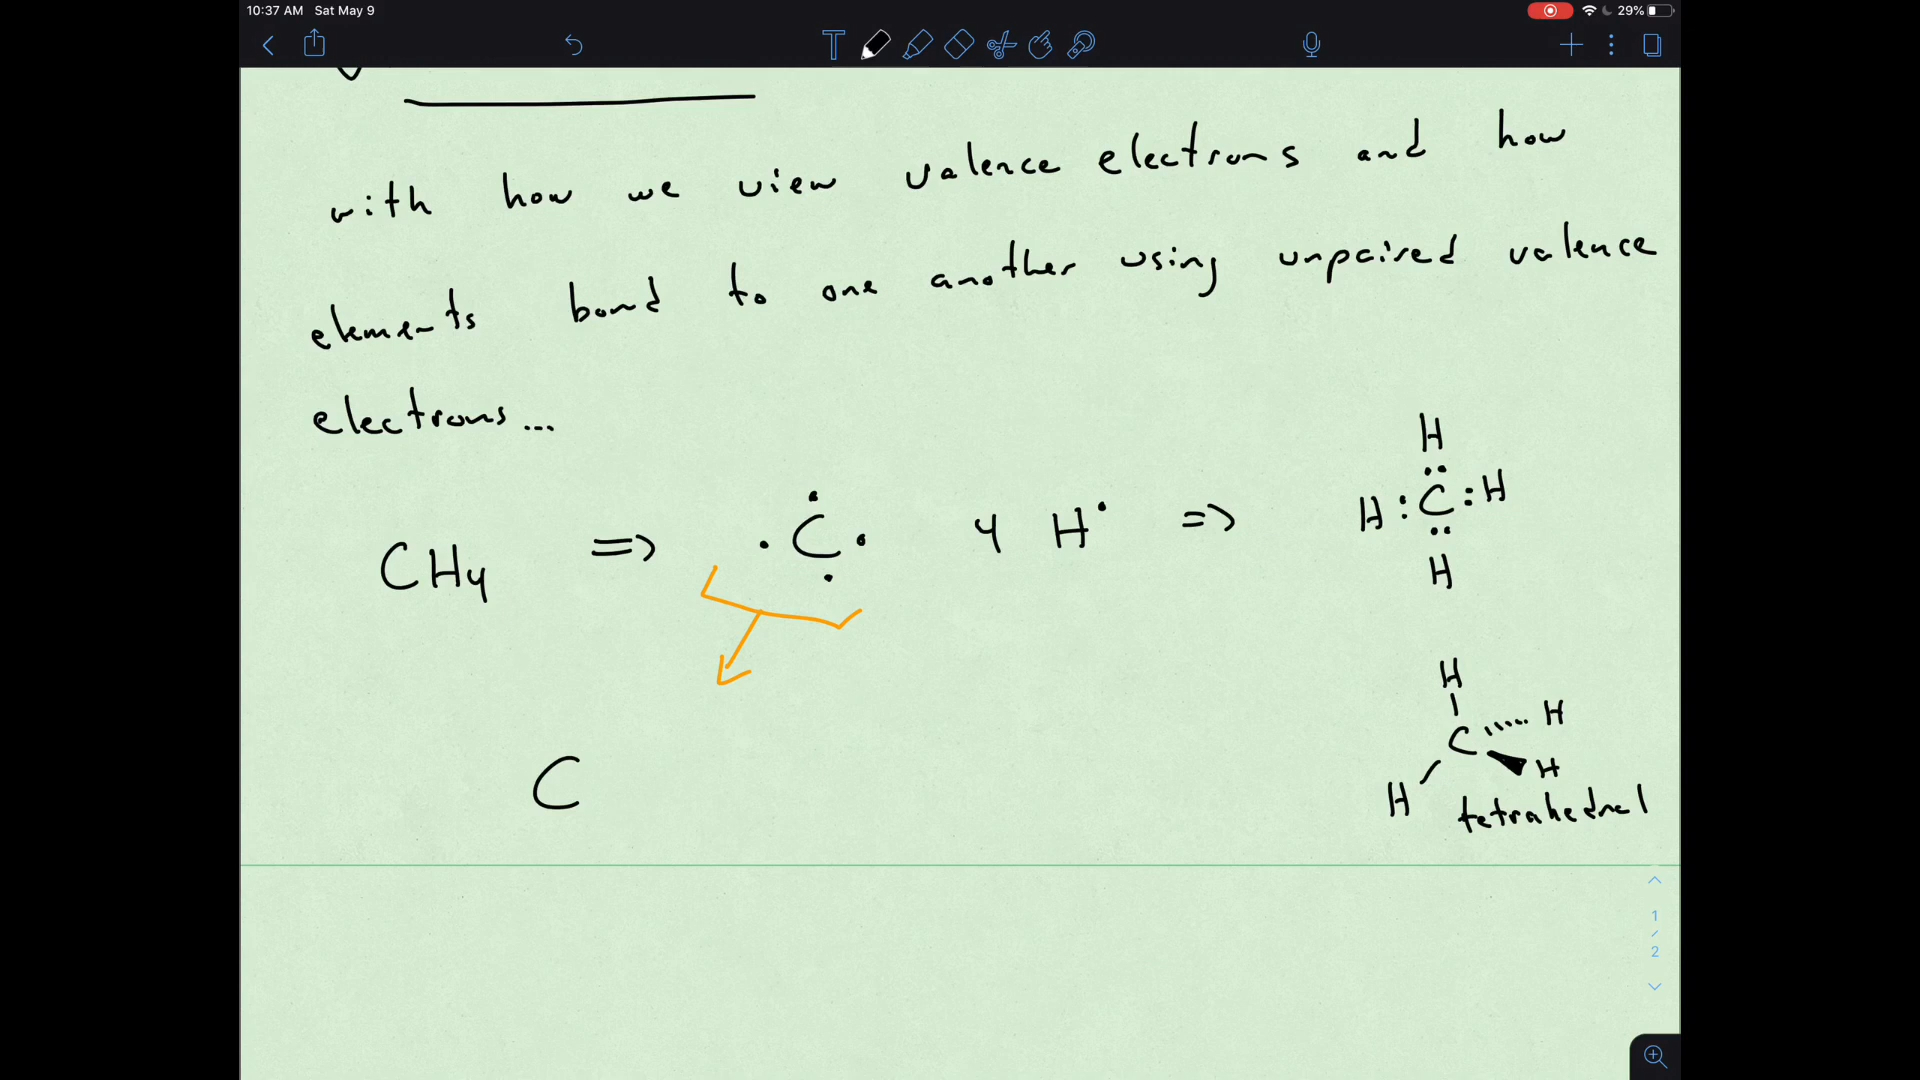 10:37 AM Sat May 9
29%
T
with how we view valence electrons and how
elements bond to one another using unpaired valence
electrons...
CH4 => · C · 4 H· => H : C : H
H
H
H
C H
H H
tetrahedral
C
1
/
2